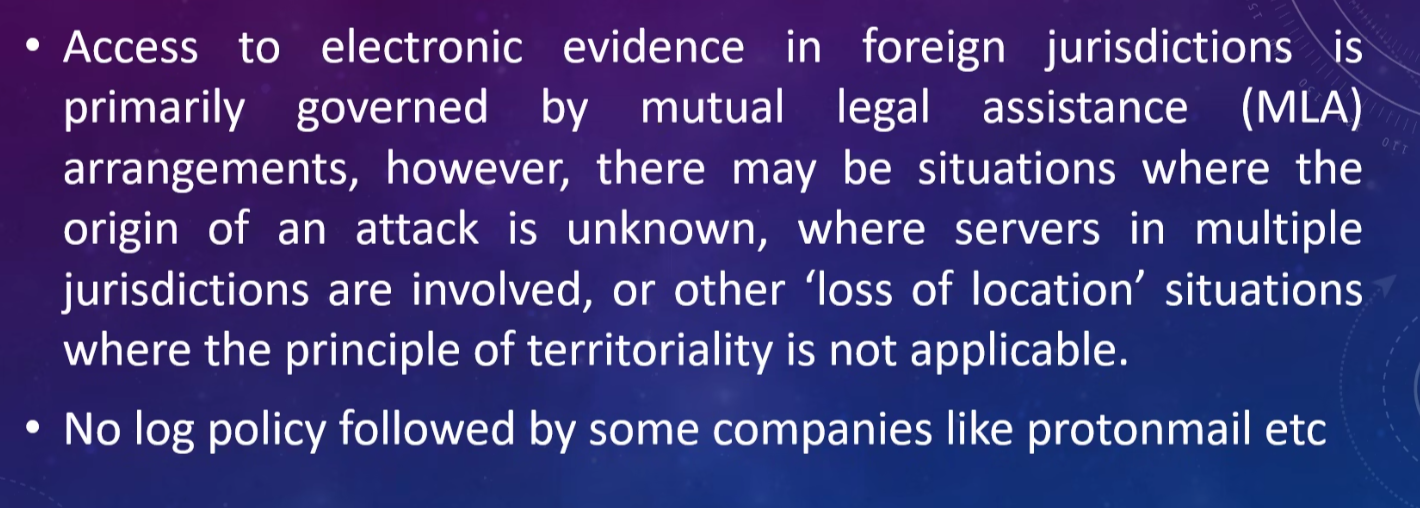 • Access to electronic evidence in foreign jurisdictions is
primarily governed by mutual legal assistance (MLA)
arrangements, however, there may be situations where the
origin of an attack is unknown, where servers in multiple
jurisdictions are involved, or other ‘loss of location’ situations
where the principle of territoriality is not applicable.
• No log policy followed by some companies like protonmail etc